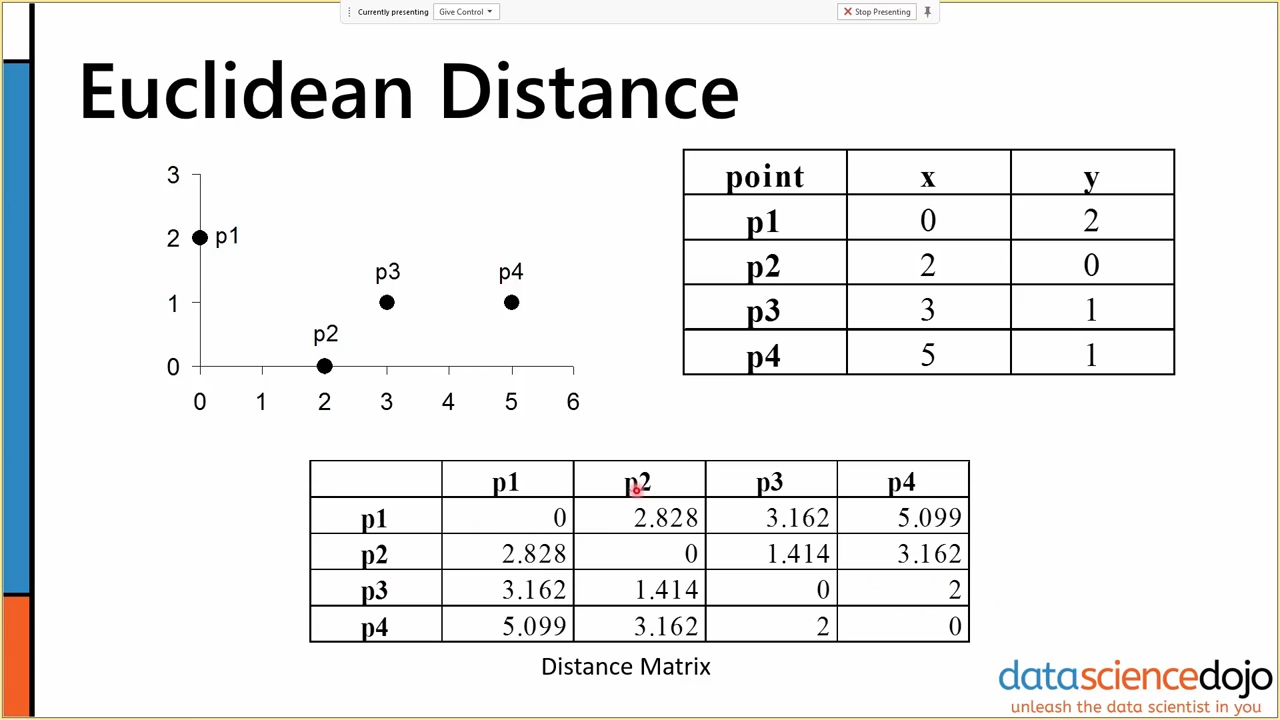 Currently presenting Give Control Stop Presenting
Euclidean Distance
3
2 p1
p3 p4
1
p2
0
0 1 2 3 4 5 6
point x y
p1 0 2
p2 2 0
p3 3 1
p4 5 1
p1 p2 p3 p4
p1 0 2.828 3.162 5.099
p2 2.828 0 1.414 3.162
p3 3.162 1.414 0 2
p4 5.099 3.162 2 0
Distance Matrix
datasciencedojo
unleash the data scientist in you